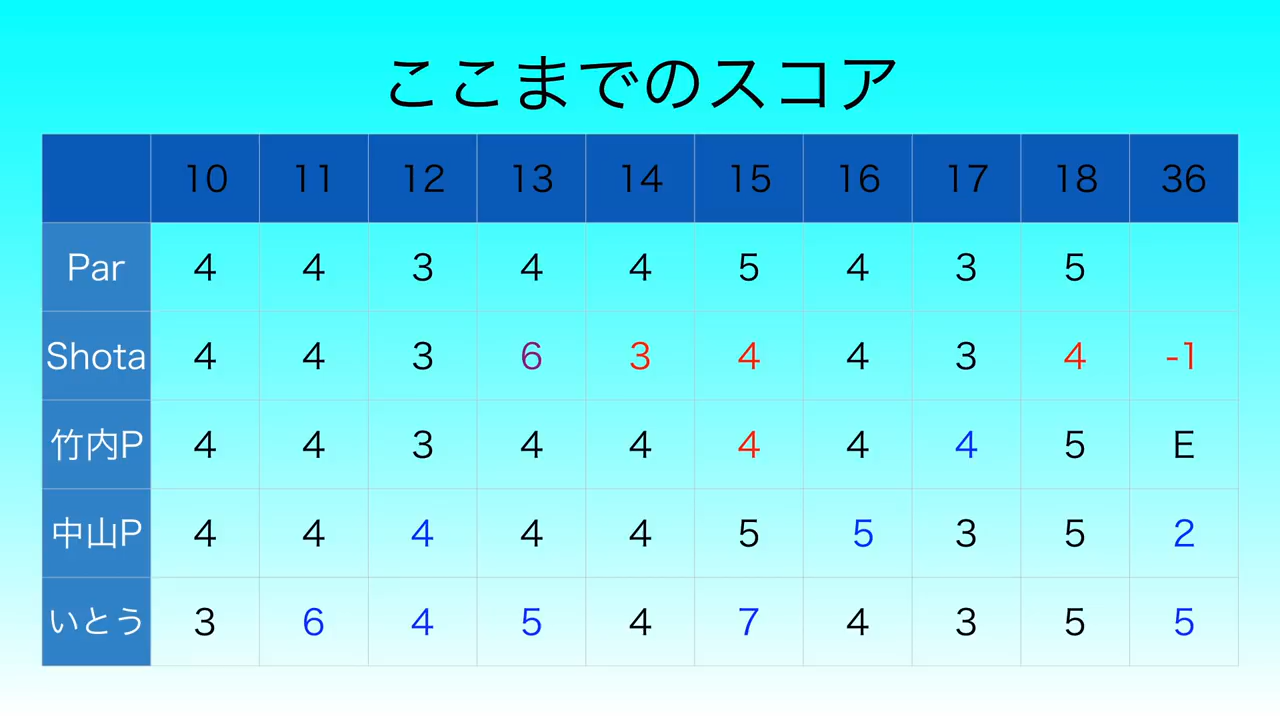 ここまでのスコア
10 11 12 13 14 15 16 17 18 36
Par 4 4 3 4 4 5 4 3 5
Shota 4 4 3 6 3 4 4 3 4 -1
竹内P 4 4 3 4 4 4 4 4 5 E
中山P 4 4 4 4 4 5 5 3 5 2
いとう 3 6 4 5 4 7 4 3 5 5